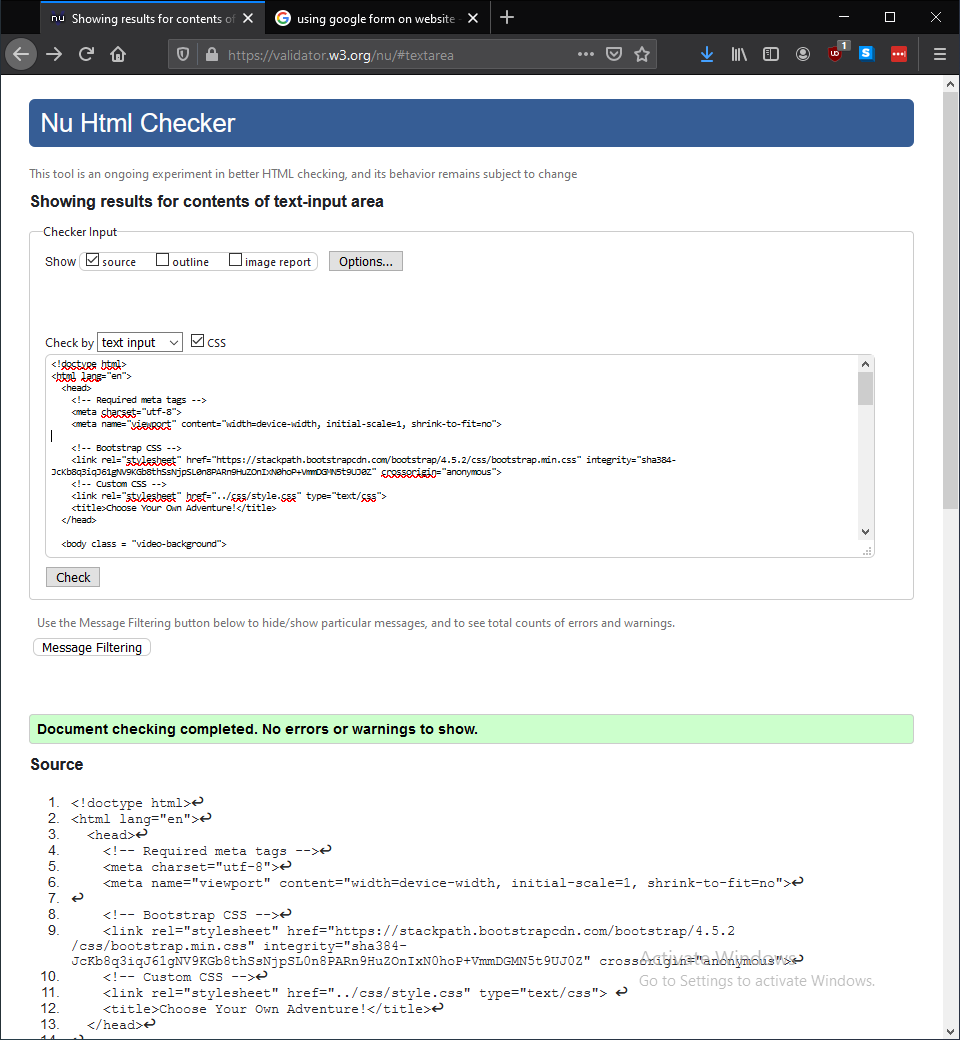 nu Showing results for contents of
using google form on website -
https://validator.w3.org/nu/#textarea
1
Nu Html Checker
This tool is an ongoing experiment in better HTML checking, and its behavior remains subject to change
Showing results for contents of text-input area
Checker Input
Show source outline image report Options...
Check by text input CSS
<!doctype html>
<html lang="en">
<head>
<!-- Required meta tags -->
<meta charset="utf-8">
<meta name="viewport" content="width=device-width, initial-scale=1, shrink-to-fit=no">
<!-- Bootstrap CSS -->
<link rel="stylesheet" href="https://stackpath.bootstrapcdn.com/bootstrap/4.5.2/css/bootstrap.min.css" integrity="sha384-
JcKb8q3iqJ61gNV9KGb8thSsNjpSL0n8PARn9HuZOnIxN0hoP+VmmDGMN5t9UJ0Z" crossorigin="anonymous">
<!-- Custom CSS -->
<link rel="stylesheet" href="../css/style.css" type="text/css">
<title>Choose Your Own Adventure!</title>
</head>
<body class = "video-background">
Check
Use the Message Filtering button below to hide/show particular messages, and to see total counts of errors and warnings.
Message Filtering
Document checking completed. No errors or warnings to show.
Source
1. <!doctype html>↩
2. <html lang="en">↩
3. <head>↩
4. <!-- Required meta tags -->↩
5. <meta charset="utf-8">↩
6. <meta name="viewport" content="width=device-width, initial-scale=1, shrink-to-fit=no">↩
7. ↩
8. <!-- Bootstrap CSS -->↩
9. <link rel="stylesheet" href="https://stackpath.bootstrapcdn.com/bootstrap/4.5.2
/css/bootstrap.min.css" integrity="sha384-
JcKb8q3iqJ61gNV9KGb8thSsNjpSL0n8PARn9HuZOnIxN0hoP+VmmDGMN5t9UJ0Z" crossorigin="anonymous">↩
10. <!-- Custom CSS -->↩
11. <link rel="stylesheet" href="../css/style.css" type="text/css"> ↩
12. <title>Choose Your Own Adventure!</title>↩
13. </head>↩
14. ↩
Activate Windows
Go to Settings to activate Windows.